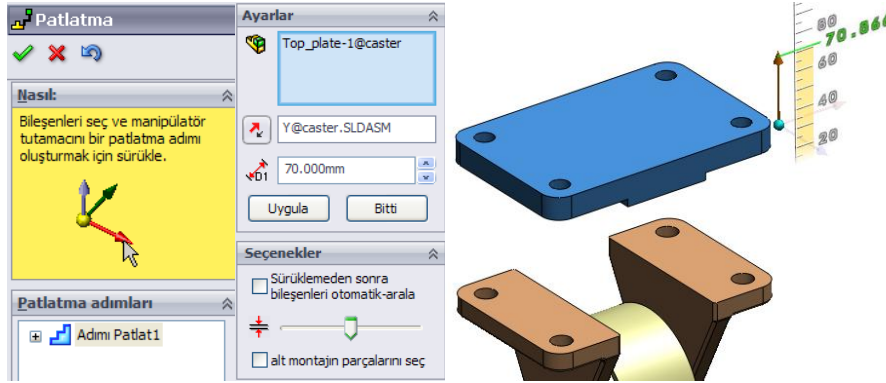 Patlatma
Nasıl:
Bileşenleri seç ve manipülatör
tutamacını bir patlatma adımı
oluşturmak için sürükle.
Patlatma adımları
Adımı Patlat1
Ayarlar
Top_plate-1@caster
Y@caster.SLDASM
D1
70.000mm
Uygula
Bitti
Seçenekler
Sürüklemeden sonra
bileşenleri otomatik-arala
alt montajın parçalarını seç
80
70.866
60
40
20